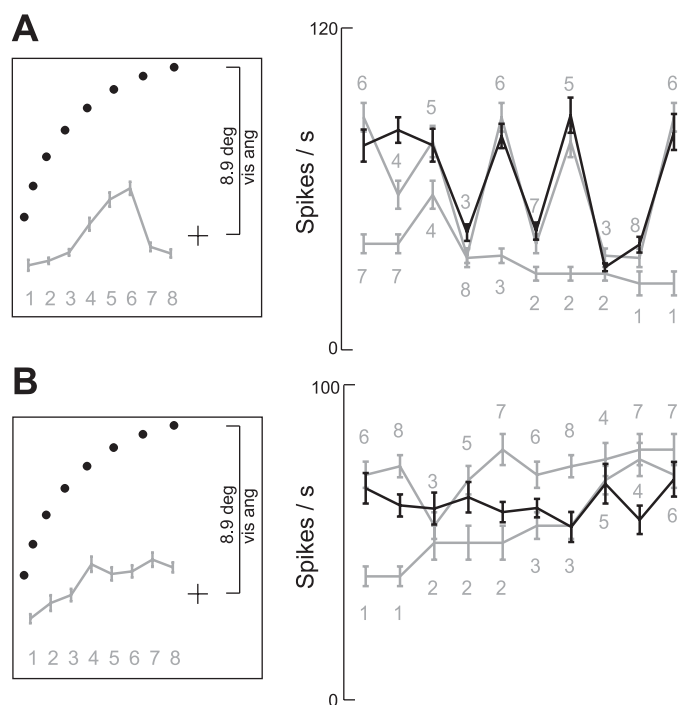 A
8.9 deg
vis ang
1 2 3 4 5 6 7 8
Spikes / s
120
0
6 5 6 5 6
4 3 7 3 8
7 7 4 8 3 2 2 2 1 1
B
8.9 deg
vis ang
1 2 3 4 5 6 7 8
Spikes / s
100
0
6 8 3 5 7 6 8 4 7 7
1 1 2 2 2 3 3 5 4 6